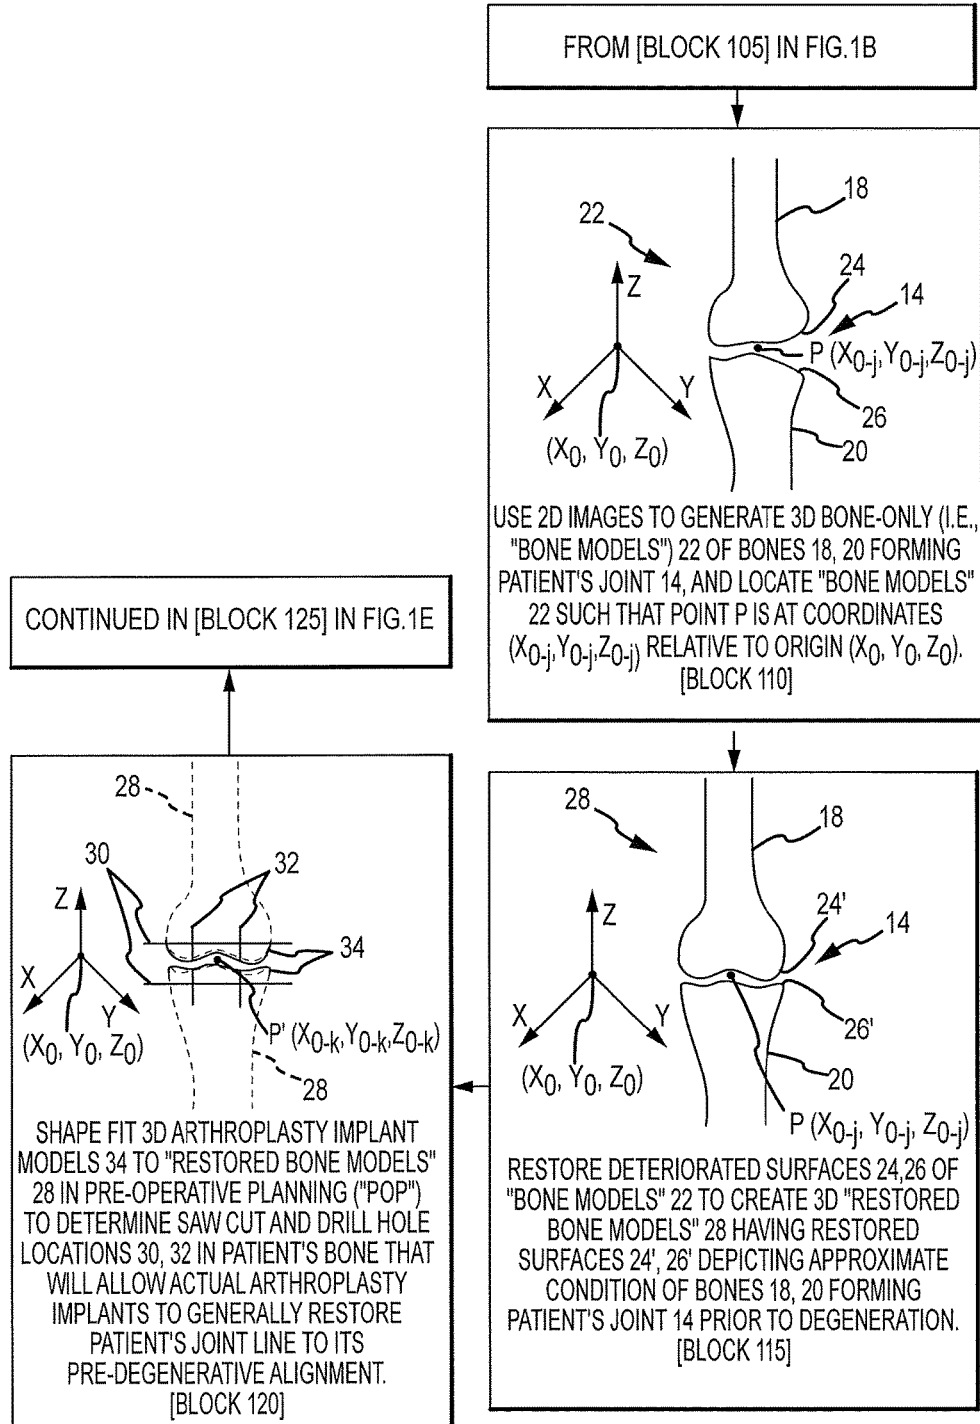 FROM [BLOCK 105] IN FIG.1B
18
22
24
Z
14
P (X0-j,Y0-j,Z0-j)
X
Y
26
(X0, Y0, Z0)
20
USE 2D IMAGES TO GENERATE 3D BONE-ONLY (I.E.,
"BONE MODELS") 22 OF BONES 18, 20 FORMING
PATIENT'S JOINT 14, AND LOCATE "BONE MODELS"
22 SUCH THAT POINT P IS AT COORDINATES
(X0-j,Y0-j,Z0-j) RELATIVE TO ORIGIN (X0, Y0, Z0).
[BLOCK 110]
28
18
Z
24'
14
X
Y
26'
(X0, Y0, Z0)
20
P (X0-j, Y0-j, Z0-j)
RESTORE DETERIORATED SURFACES 24,26 OF
"BONE MODELS" 22 TO CREATE 3D "RESTORED
BONE MODELS" 28 HAVING RESTORED
SURFACES 24', 26' DEPICTING APPROXIMATE
CONDITION OF BONES 18, 20 FORMING
PATIENT'S JOINT 14 PRIOR TO DEGENERATION.
[BLOCK 115]
28
30
32
Z
34
X
Y
P' (X0-k,Y0-k,Z0-k)
(X0, Y0, Z0)
28
SHAPE FIT 3D ARTHROPLASTY IMPLANT
MODELS 34 TO "RESTORED BONE MODELS"
28 IN PRE-OPERATIVE PLANNING ("POP")
TO DETERMINE SAW CUT AND DRILL HOLE
LOCATIONS 30, 32 IN PATIENT'S BONE THAT
WILL ALLOW ACTUAL ARTHROPLASTY
IMPLANTS TO GENERALLY RESTORE
PATIENT'S JOINT LINE TO ITS
PRE-DEGENERATIVE ALIGNMENT.
[BLOCK 120]
CONTINUED IN [BLOCK 125] IN FIG.1E